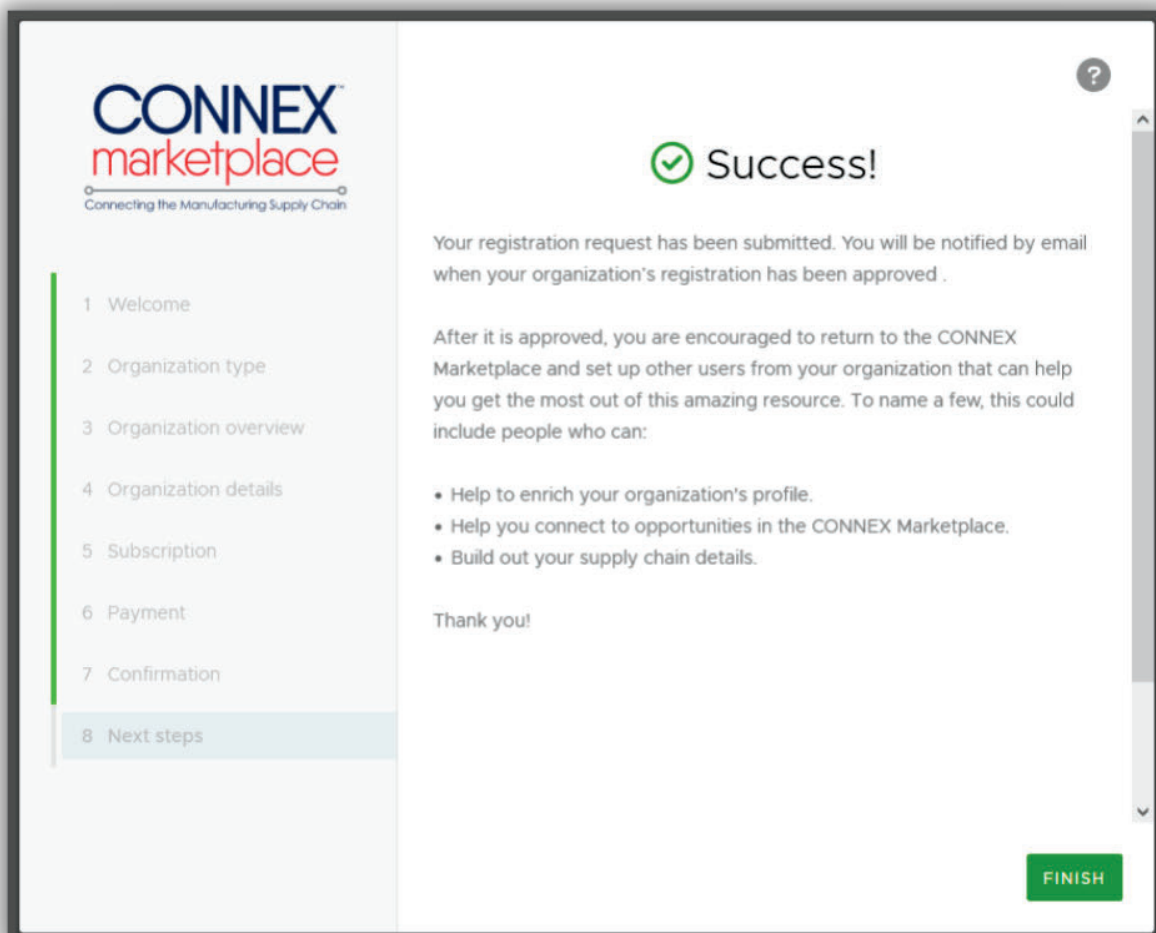 CONNEX™
marketplace
Connecting the Manufacturing Supply Chain
1 Welcome
2 Organization type
3 Organization overview
4 Organization details
5 Subscription
6 Payment
7 Confirmation
8 Next steps
?
Success!
Your registration request has been submitted. You will be notified by email
when your organization's registration has been approved .
After it is approved, you are encouraged to return to the CONNEX
Marketplace and set up other users from your organization that can help
you get the most out of this amazing resource. To name a few, this could
include people who can:
• Help to enrich your organization's profile.
• Help you connect to opportunities in the CONNEX Marketplace.
• Build out your supply chain details.
Thank you!
FINISH